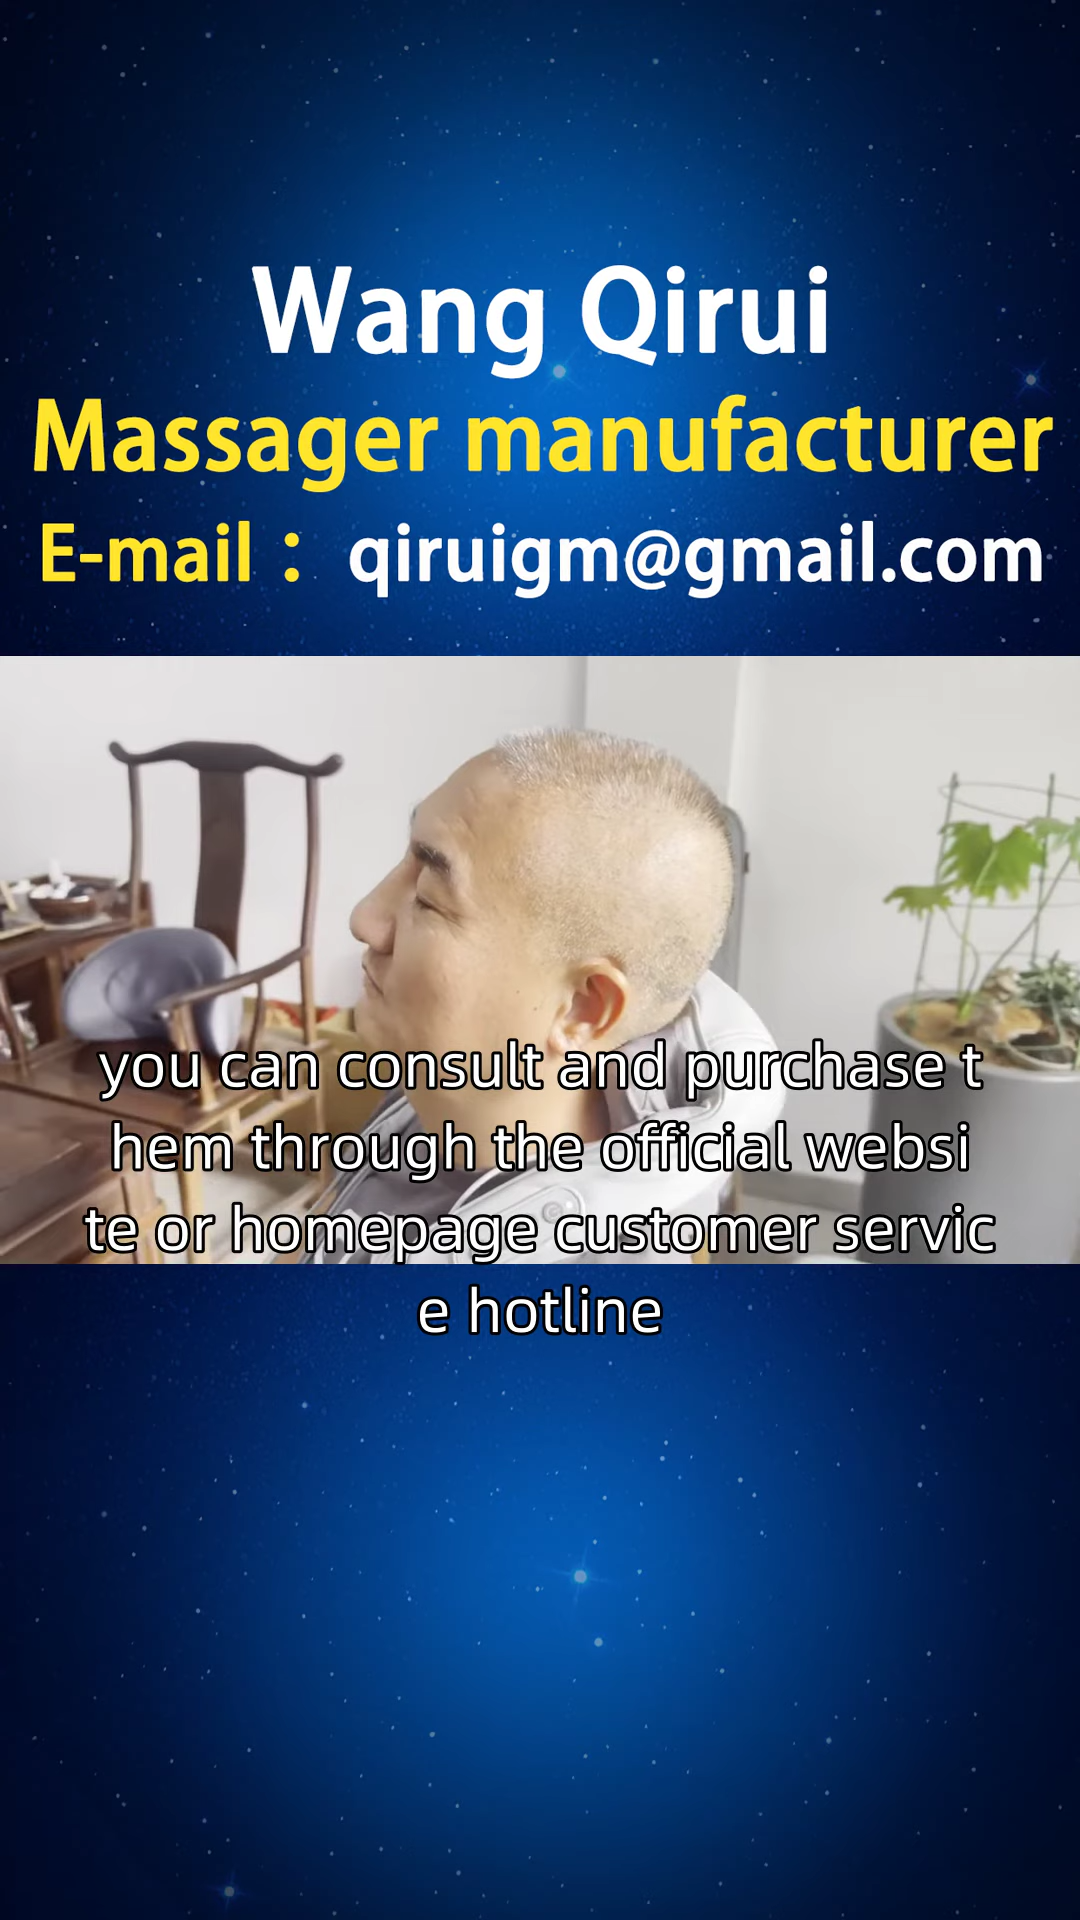 Wang Qirui
Massager manufacturer
E-mail： qiruigm@gmail.com
you can consult and purchase t
hem through the official websi
te or homepage customer servic
e hotline